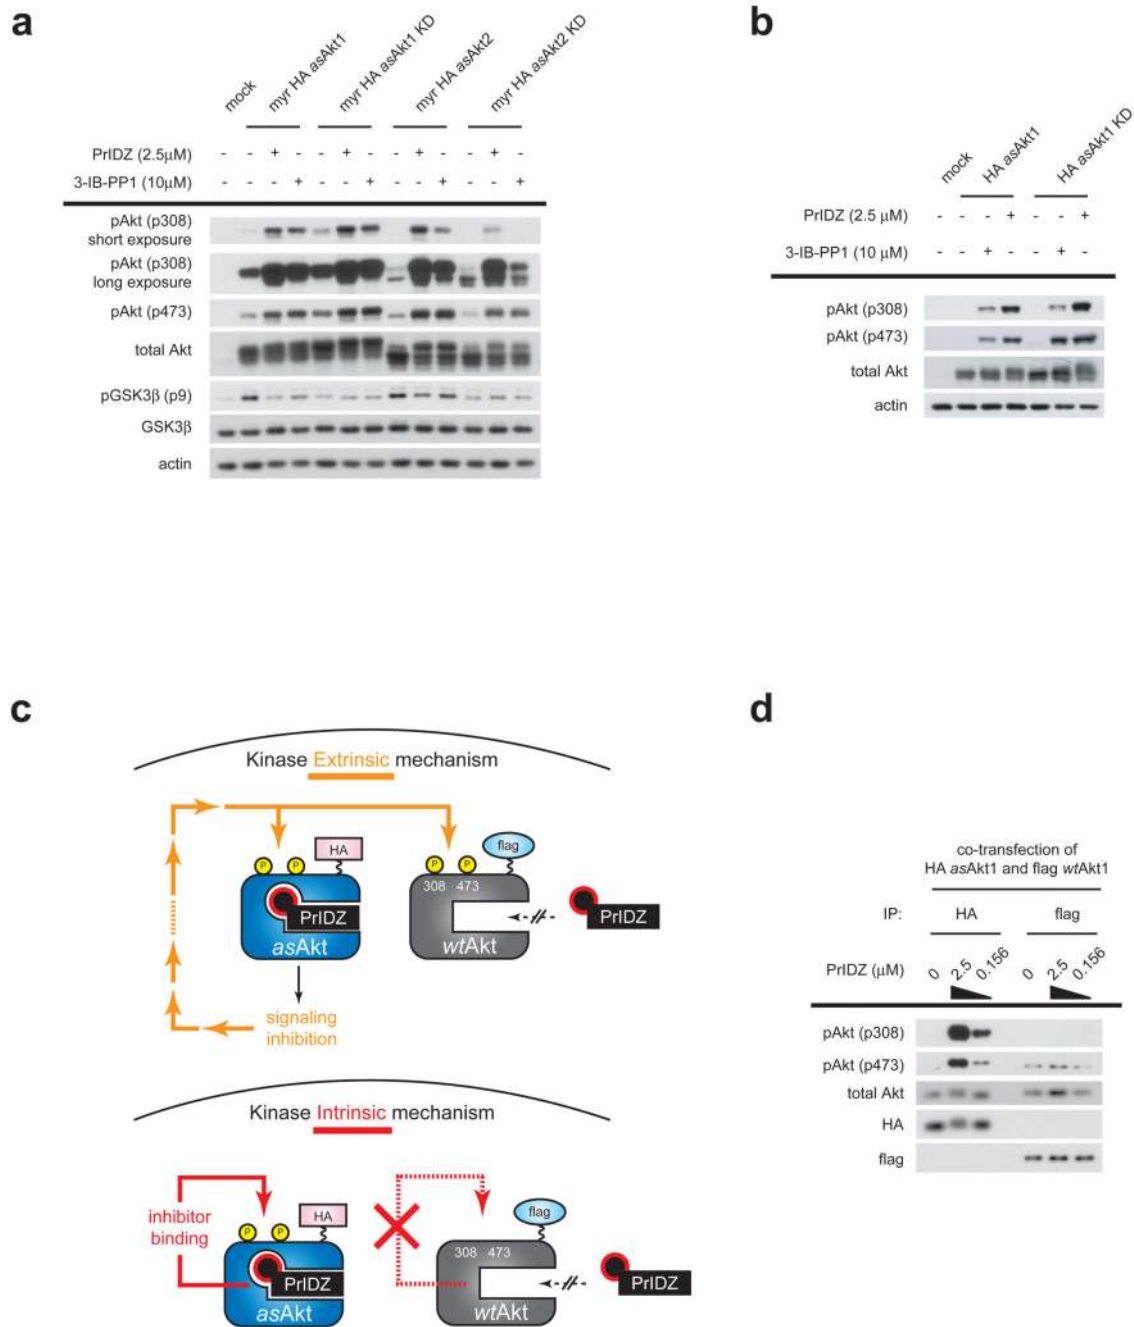 a
mock
myr HA asAkt1
myr HA asAkt1 KD
myr HA asAkt2
myr HA asAkt2 KD
PrIDZ (2.5μM) - - + - - + - - + - - + -
3-IB-PP1 (10μM) - - - + - - + - - + - - +
pAkt (p308)
short exposure
pAkt (p308)
long exposure
pAkt (p473)
total Akt
pGSK3β (p9)
GSK3β
actin
b
mock
HA asAkt1
HA asAkt1 KD
PrIDZ (2.5 μM) - - - + - - +
3-IB-PP1 (10 μM) - - + - - + -
pAkt (p308)
pAkt (p473)
total Akt
actin
c
Kinase Extrinsic mechanism
P P HA
PrIDZ
asAkt
signaling
inhibition
P P flag
308 473
wtAkt
PrIDZ
Kinase Intrinsic mechanism
inhibitor
binding
P P HA
PrIDZ
asAkt
flag
308 473
wtAkt
PrIDZ
d
co-transfection of
HA asAkt1 and flag wtAkt1
IP: HA flag
PrIDZ (μM) 0 2.5 0.156 0 2.5 0.156
pAkt (p308)
pAkt (p473)
total Akt
HA
flag